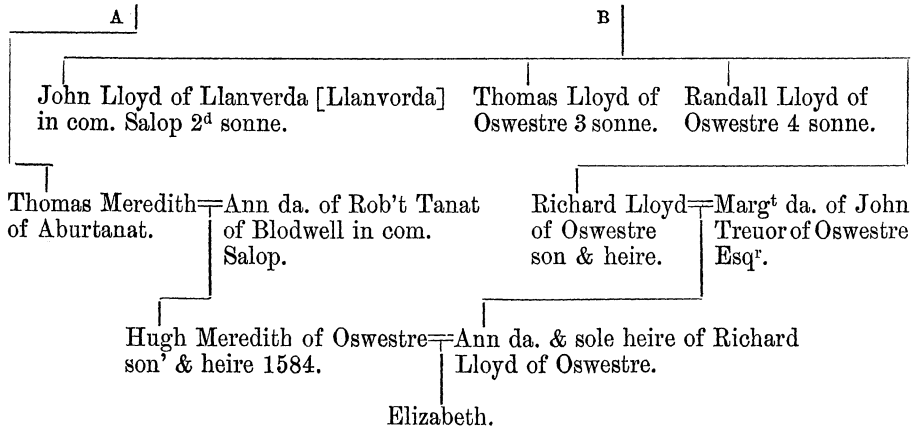 A
B
John Lloyd of Llanverda [Llanvorda]
in com. Salop 2d sonne.
Thomas Lloyd of
Oswestre 3 sonne.
Randall Lloyd of
Oswestre 4 sonne.
Thomas Meredith
of Aburtanat.
Ann da. of Rob't Tanat
of Blodwell in com.
Salop.
Richard Lloyd
of Oswestre
son & heire.
Margt da. of John
Treuor of Oswestre
Esqr.
Hugh Meredith of Oswestre
son' & heire 1584.
Ann da. & sole heire of Richard
Lloyd of Oswestre.
Elizabeth.